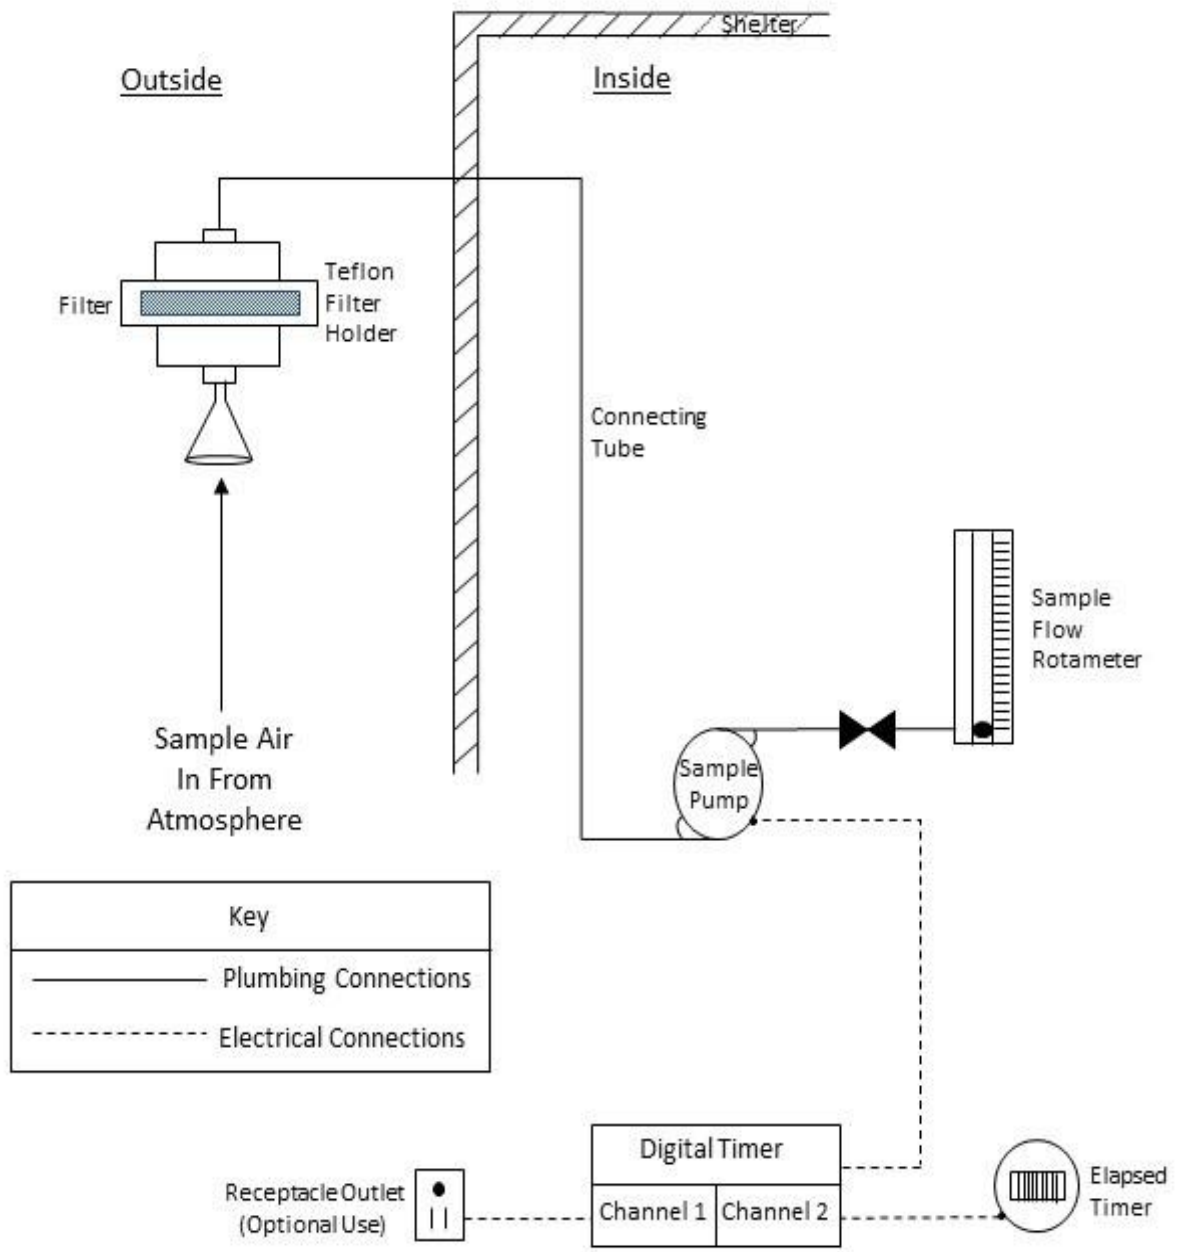 Shelter
Outside
Inside
Teflon
Filter
Holder
Filter
Connecting
Tube
Sample
Flow
Rotameter
Sample Air
In From
Atmosphere
Sample
Pump
Key
Plumbing Connections
Electrical Connections
Digital Timer
Channel 1
Channel 2
Receptacle Outlet
(Optional Use)
Elapsed
Timer